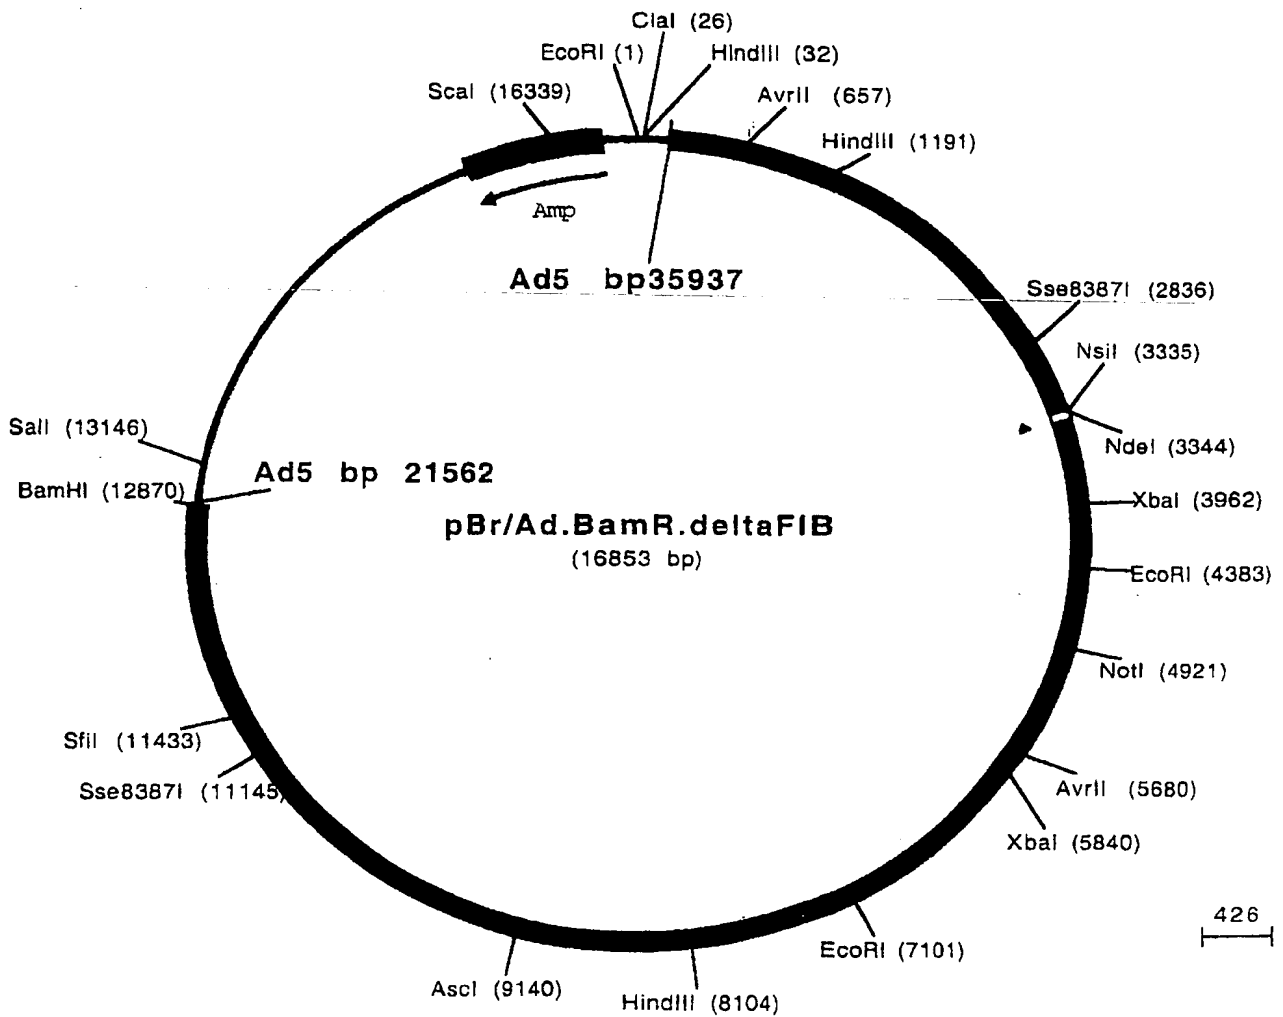 ClaI (26)
EcoRI (1)
HindIII (32)
ScaI (16339)
AvrII (657)
HindIII (1191)
Amp
Ad5 bp35937
Sse8387I (2836)
NsiI (3335)
NdeI (3344)
SalI (13146)
Ad5 bp 21562
BamHI (12870)
XbaI (3962)
pBr/Ad.BamR.deltaFIB
(16853 bp)
EcoRI (4383)
NotI (4921)
SfiI (11433)
Sse8387I (11145)
AvrII (5680)
XbaI (5840)
426
EcoRI (7101)
AscI (9140)
HindIII (8104)